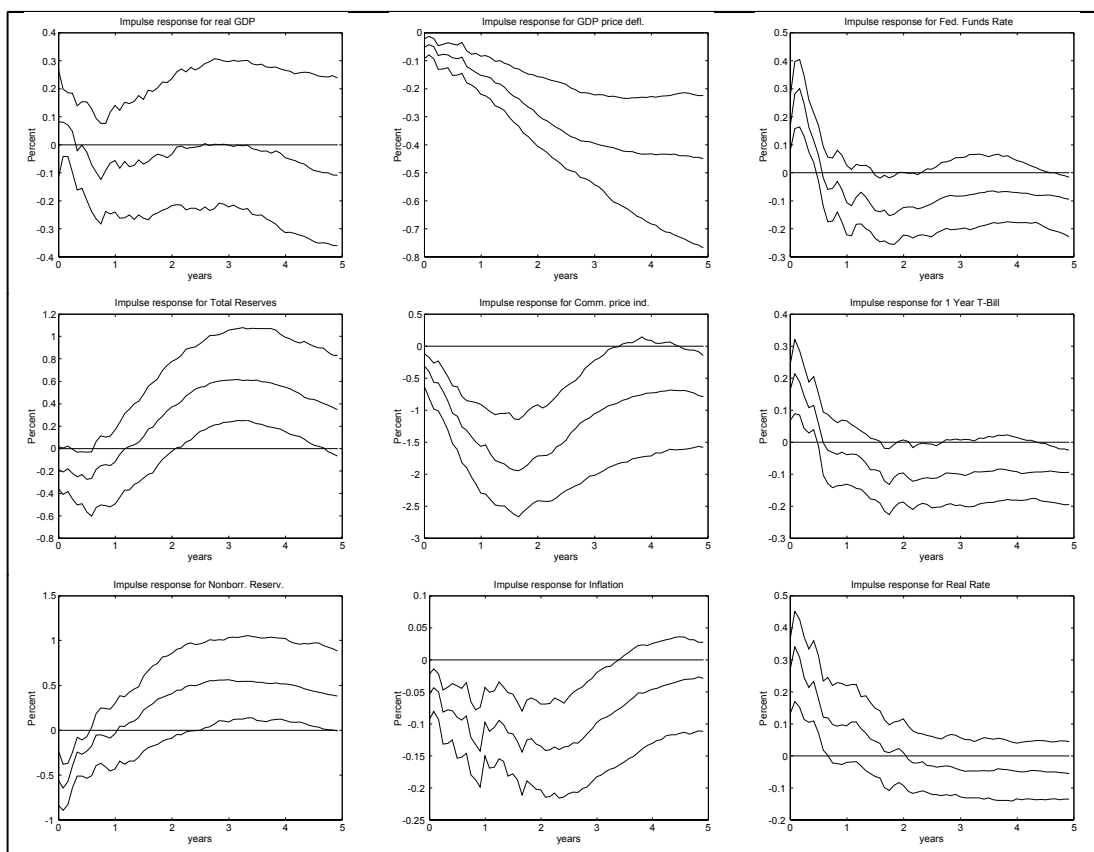 Impulse response for real GDP
0.4
0.3
0.2
0.1
0
-0.1
-0.2
-0.3
-0.4
Percent
0 1 2 3 4 5
years
Impulse response for GDP price defl.
0
-0.1
-0.2
-0.3
-0.4
-0.5
-0.6
-0.7
-0.8
Percent
0 1 2 3 4 5
years
Impulse response for Fed. Funds Rate
0.5
0.4
0.3
0.2
0.1
0
-0.1
-0.2
-0.3
Percent
0 1 2 3 4 5
years
Impulse response for Total Reserves
1.2
1
0.8
0.6
0.4
0.2
0
-0.2
-0.4
-0.6
-0.8
Percent
0 1 2 3 4 5
years
Impulse response for Comm. price ind.
0.5
0
-0.5
-1
-1.5
-2
-2.5
-3
Percent
0 1 2 3 4 5
years
Impulse response for 1 Year T-Bill
0.4
0.3
0.2
0.1
0
-0.1
-0.2
-0.3
Percent
0 1 2 3 4 5
years
Impulse response for Nonborr. Reserv.
1.5
1
0.5
0
-0.5
-1
Percent
0 1 2 3 4 5
years
Impulse response for Inflation
0.1
0.05
0
-0.05
-0.1
-0.15
-0.2
-0.25
Percent
0 1 2 3 4 5
years
Impulse response for Real Rate
0.5
0.4
0.3
0.2
0.1
0
-0.1
-0.2
Percent
0 1 2 3 4 5
years